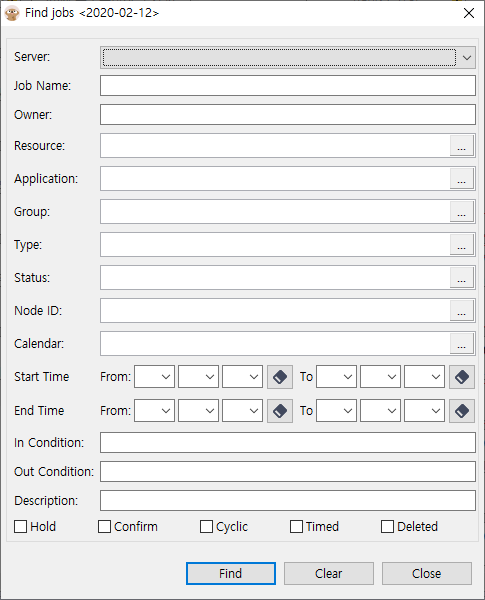 Find jobs <2020-02-12>
Server:
Job Name:
Owner:
Resource: ...
Application: ...
Group: ...
Type: ...
Status: ...
Node ID: ...
Calendar: ...
Start Time From: To
End Time From: To
In Condition:
Out Condition:
Description:
Hold Confirm Cyclic Timed Deleted
Find Clear Close